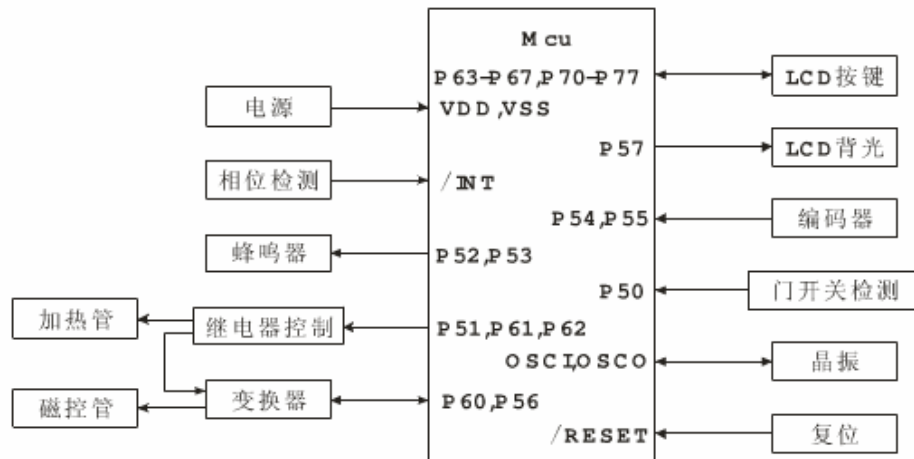 Mcu
P63-P67,P70-P77
LCD按键
电源
VDD,VSS
P57
LCD背光
相位检测
/INT
P54,P55
编码器
蜂鸣器
P52,P53
P50
门开关检测
加热管
继电器控制
P51,P61,P62
OSCI,OSCO
晶振
磁控管
变换器
P60,P56
/RESET
复位